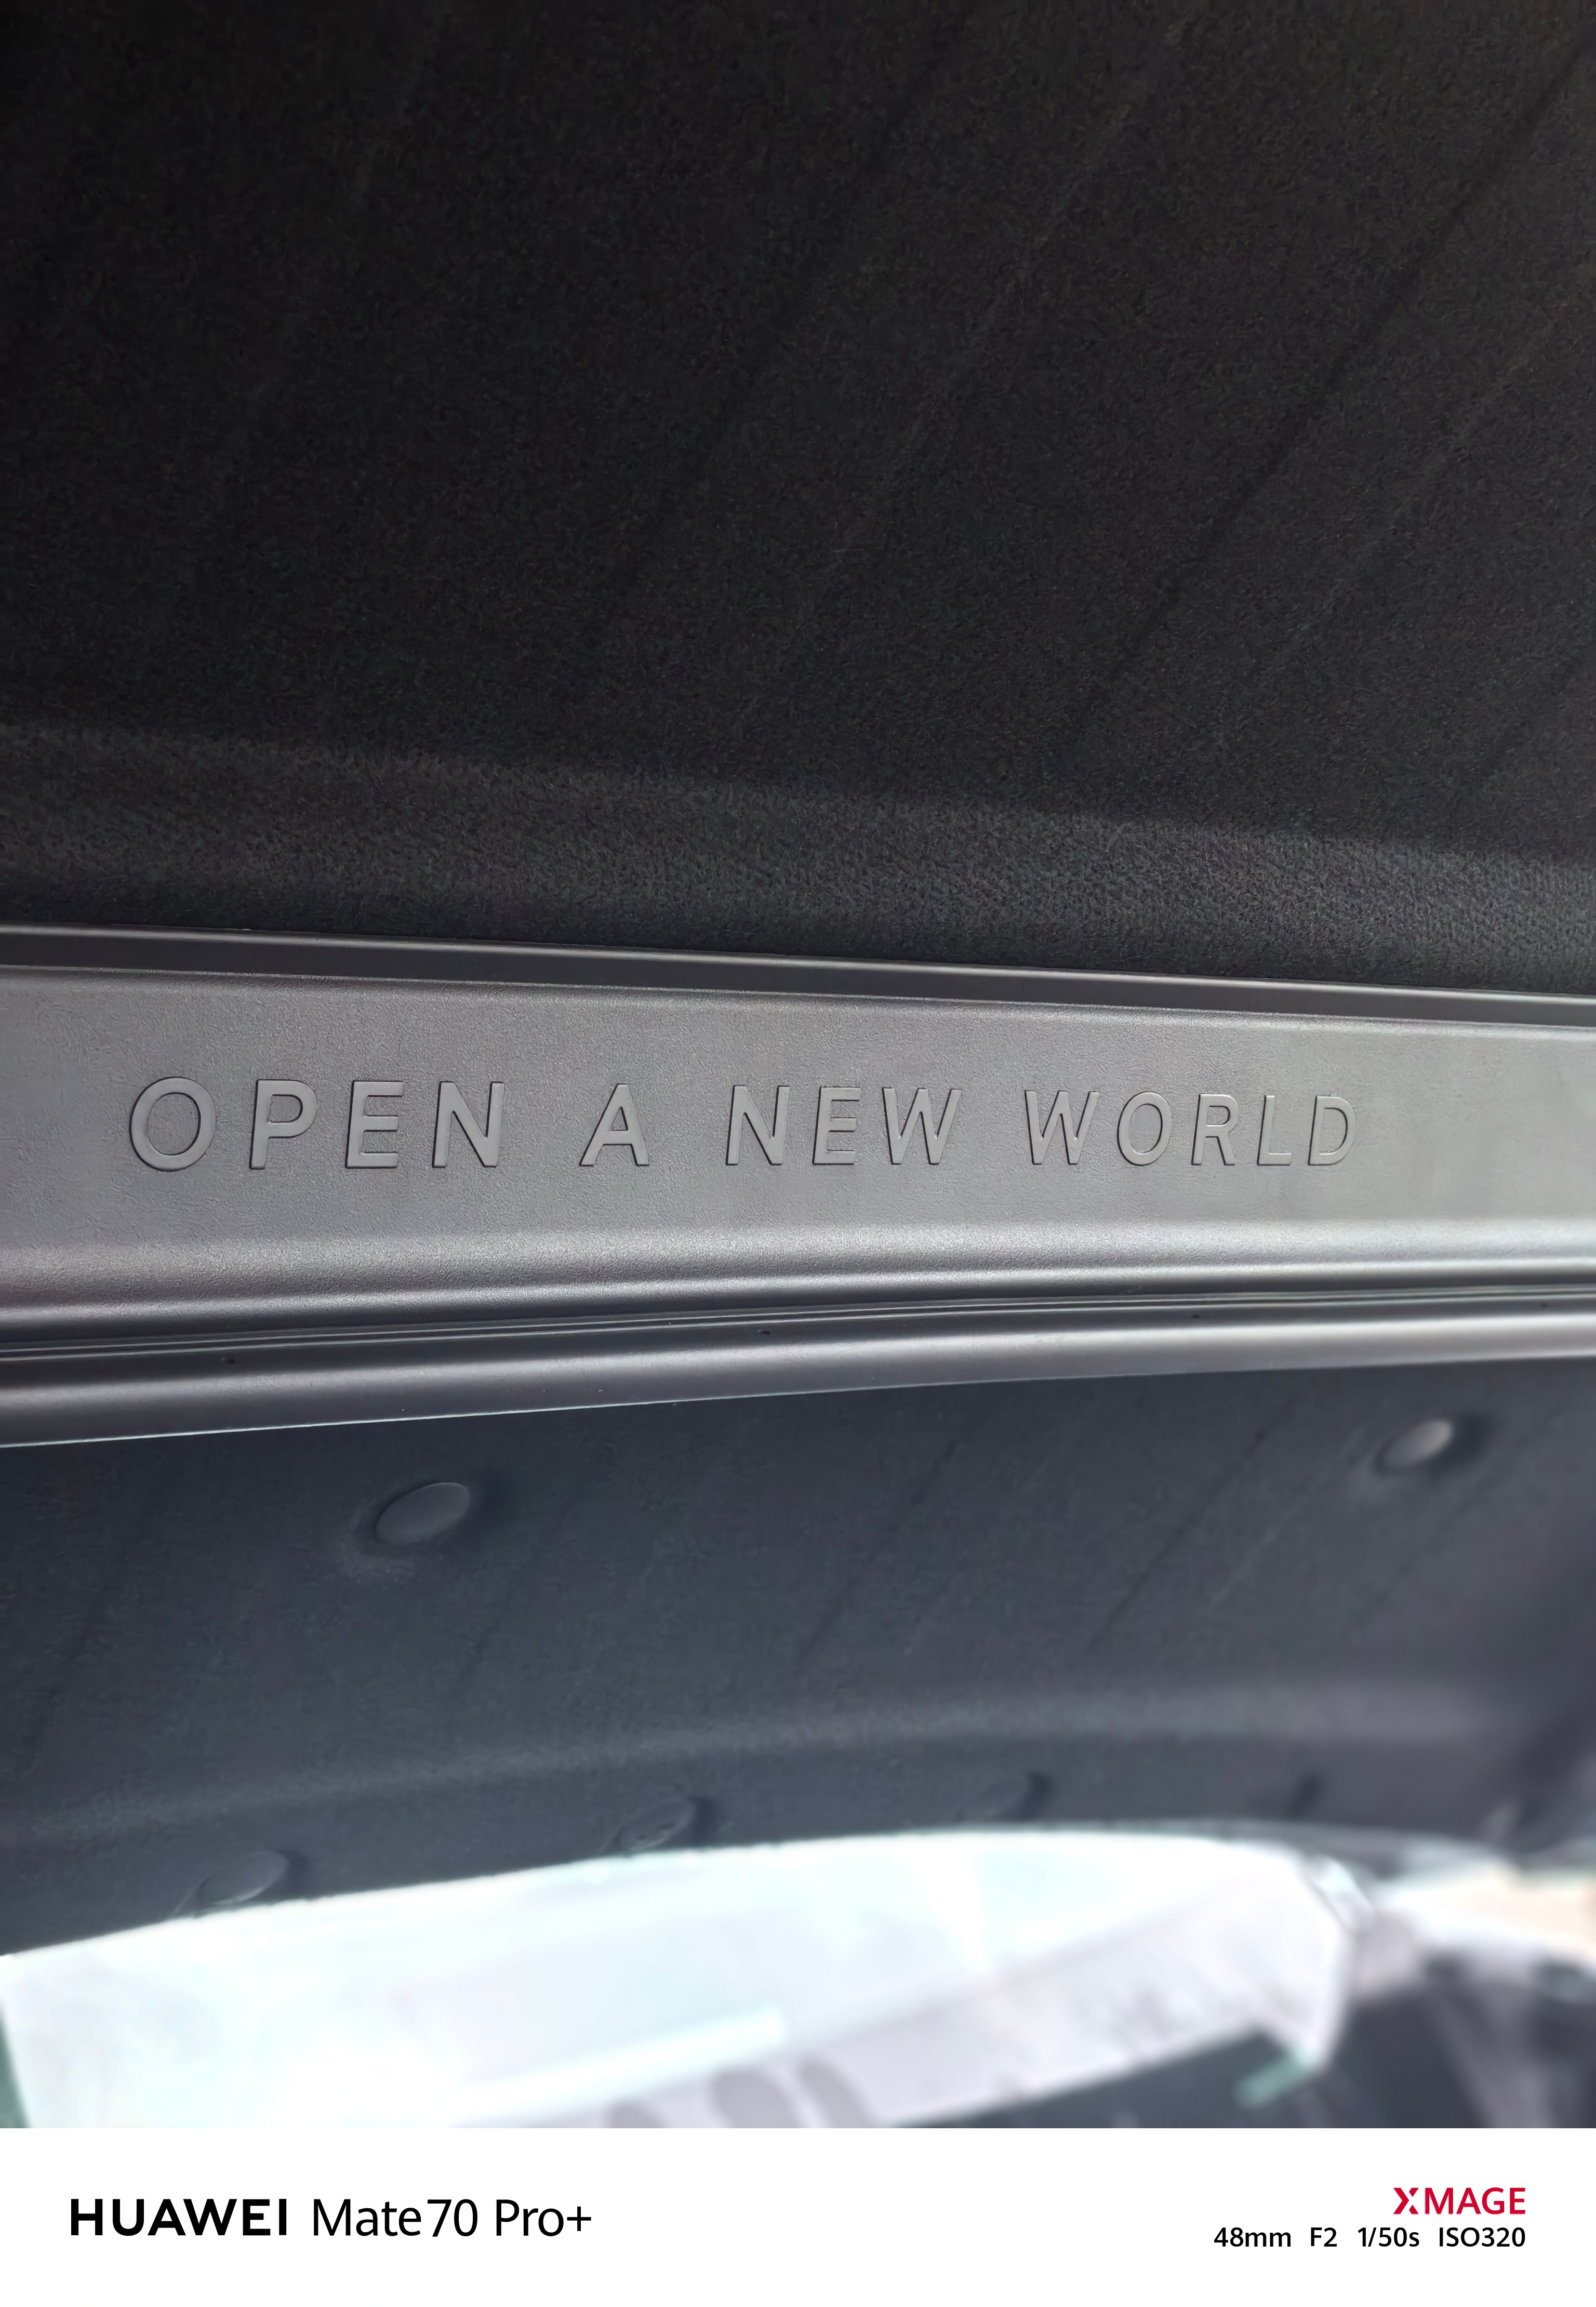 OPEN A NEW WORLD
HUAWEI Mate70 Pro+
XMAGE
48mm F2 1/50s ISO320